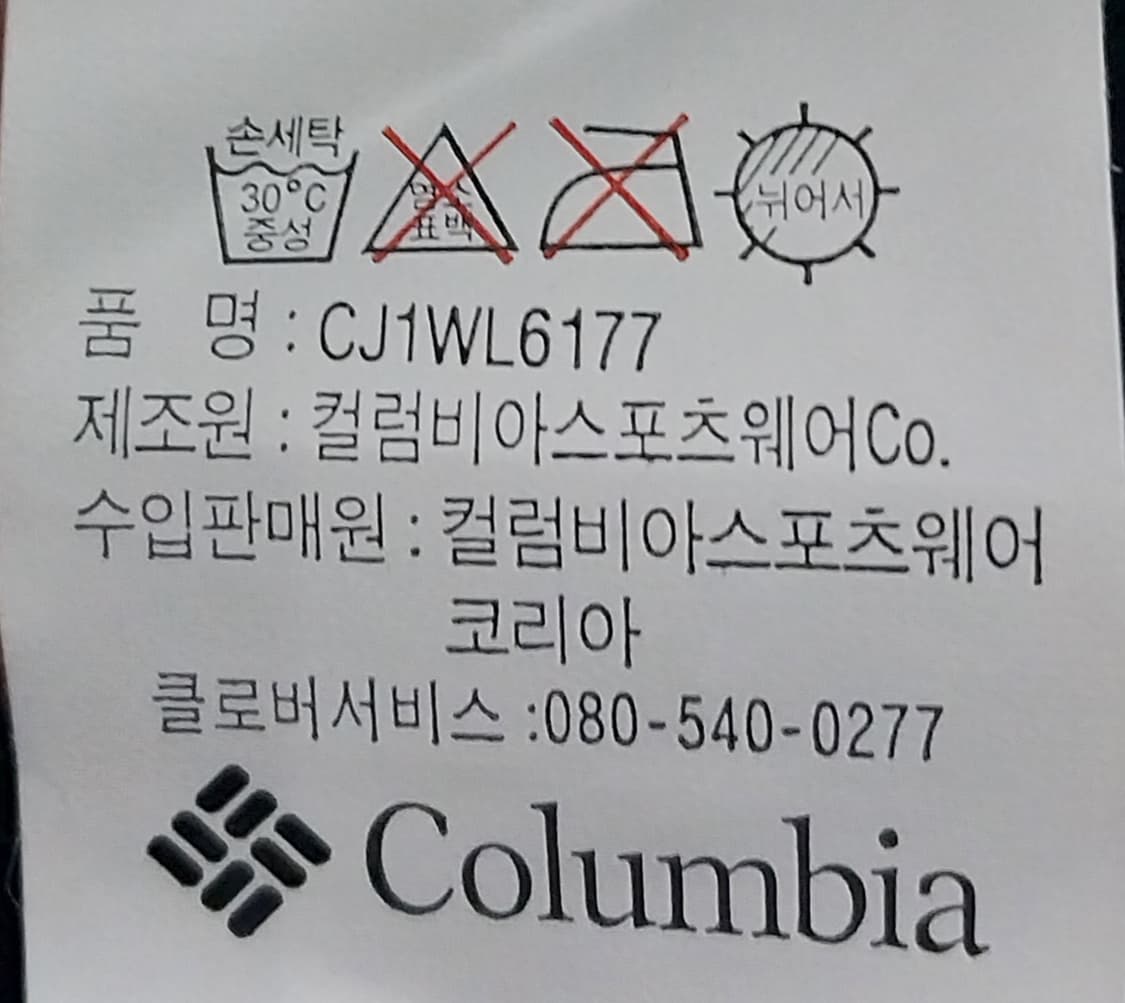 손세탁
30°C
중성
염소
표백
뉘어서
품 명 : CJ1WL6177
제조원 : 컬럼비아스포츠웨어Co.
수입판매원 : 컬럼비아스포츠웨어
코리아
클로버서비스 :080-540-0277
Columbia